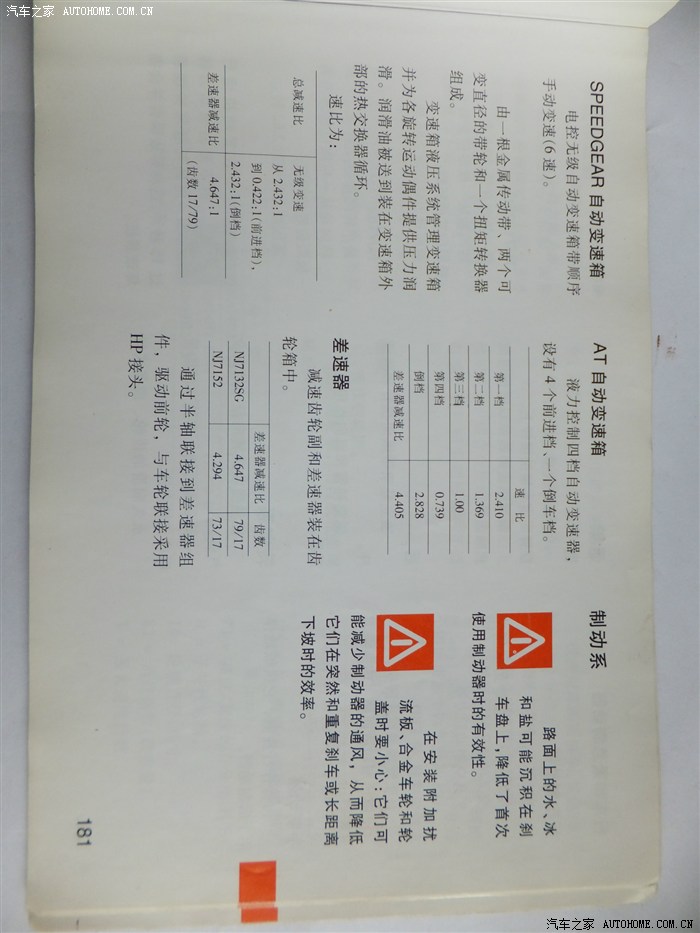 汽车之家 AUTOHOME.COM.CN
SPEEDGEAR 自动变速箱
电控无级自动变速箱带顺序
手动变速(6 速)。
由一根金属传动带、两个可
变直径的带轮和一个扭矩转换器
组成。
变速箱液压系统管理变速箱
并为各旋转运动偶件提供压力润
滑。润滑油被送到装在变速箱外
部的热交换器循环。
速比为:
总减速比 无级变速
从 2.432:1
到 0.422:1(前进档),
2.432:1(倒档)
差速器减速比 4.647:1
(齿数 17/79)
AT 自动变速箱
液力控制四档自动变速器,
设有 4 个前进档、一个倒车档。
速 比
第一档 2.410
第二档 1.369
第三档 1.00
第四档 0.739
倒档 2.828
差速器减速比 4.405
差速器
减速齿轮副和差速器装在齿
轮箱中。
差速器减速比 齿数
NJ7132SG 4.647 79/17
NJ7152 4.294 73/17
通过半轴联接到差速器组
件，驱动前轮，与车轮联接采用
HP 接头。
制动系
路面上的水、冰
和盐可能沉积在刹
车盘上,降低了首次
使用制动器时的有效性。
在安装附加扰
流板、合金车轮和轮
盖时要小心:它们可
能减少制动器的通风，从而降低
它们在突然和重复刹车或长距离
下坡时的效率。
181
汽车之家 AUTOHOME.COM.CN